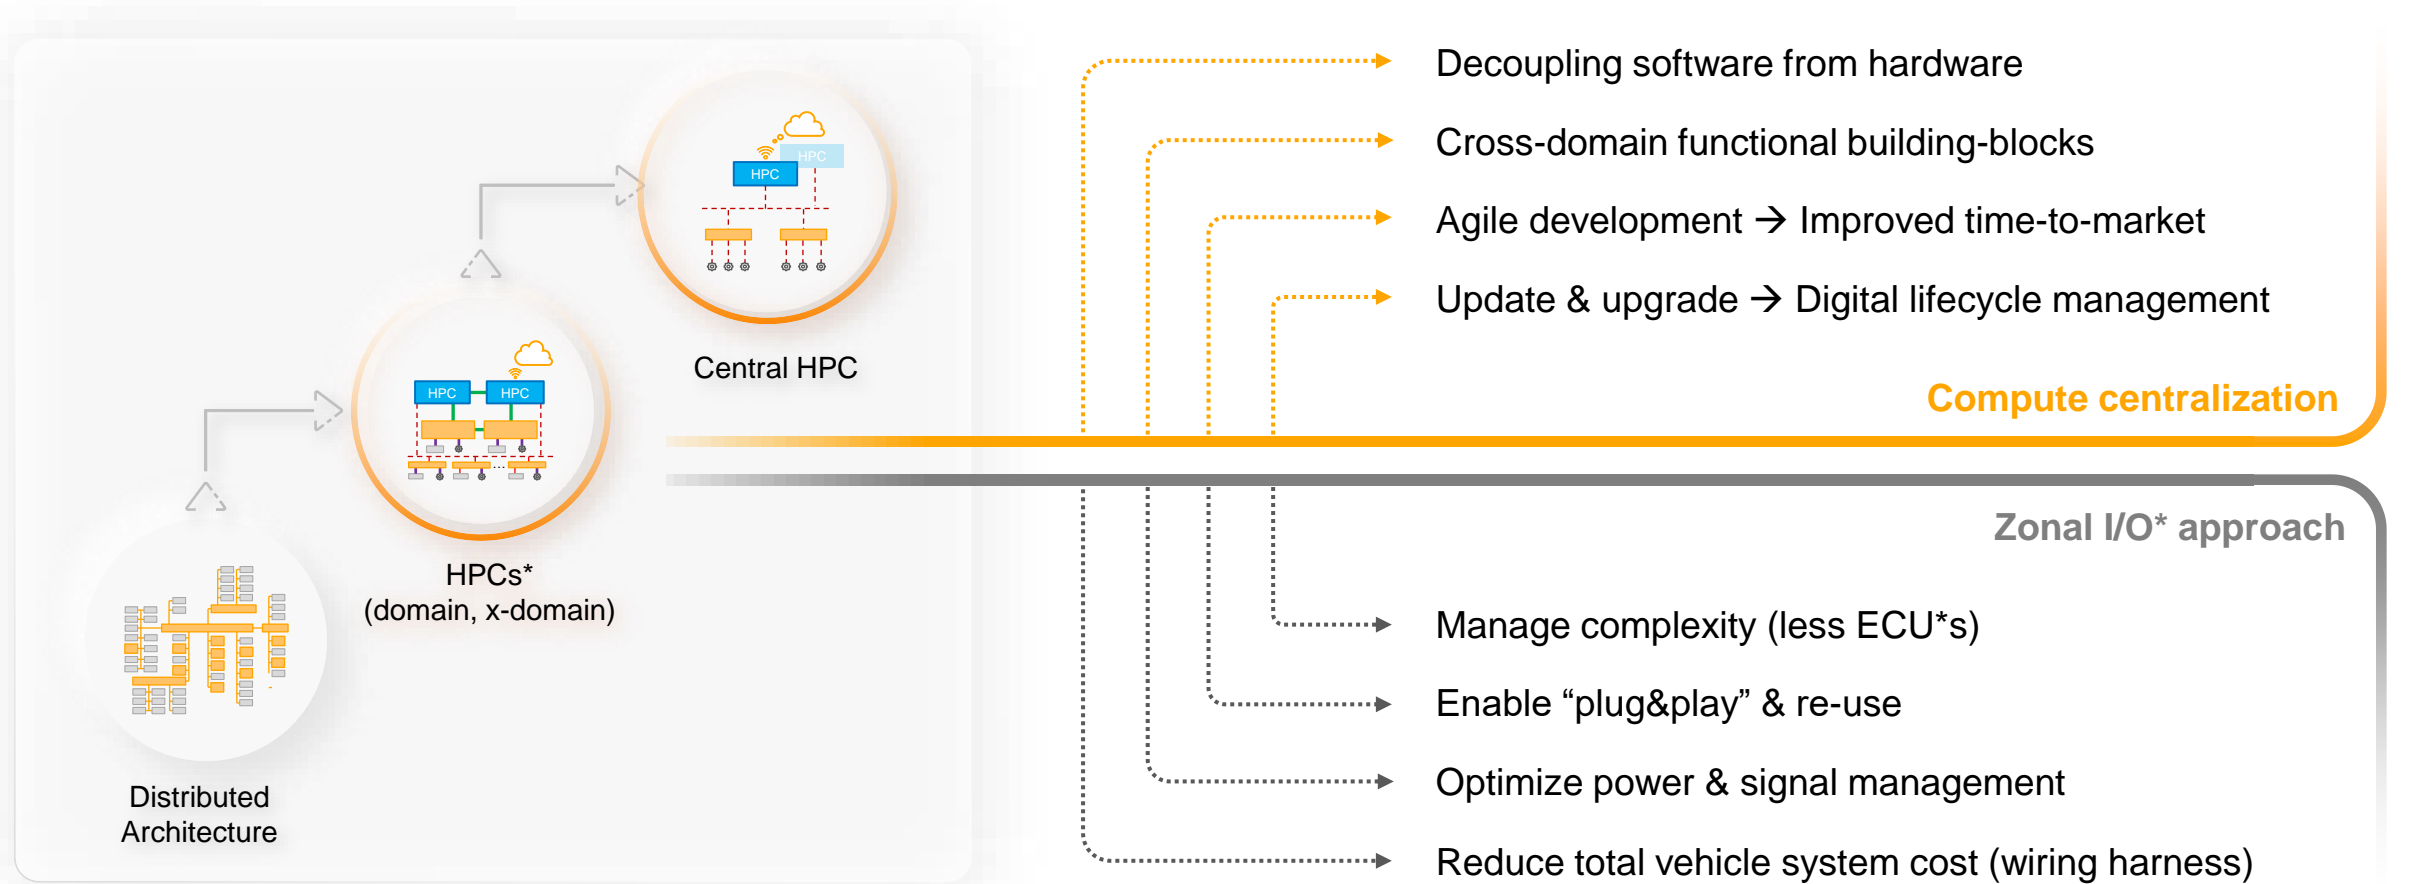 HPC
HPC
Central HPC
HPC
HPC
HPCs*
(domain, x-domain)
Distributed
Architecture
Decoupling software from hardware
Cross-domain functional building-blocks
Agile development → Improved time-to-market
Update & upgrade → Digital lifecycle management
Compute centralization
Zonal I/O* approach
Manage complexity (less ECU*s)
Enable “plug&play” & re-use
Optimize power & signal management
Reduce total vehicle system cost (wiring harness)